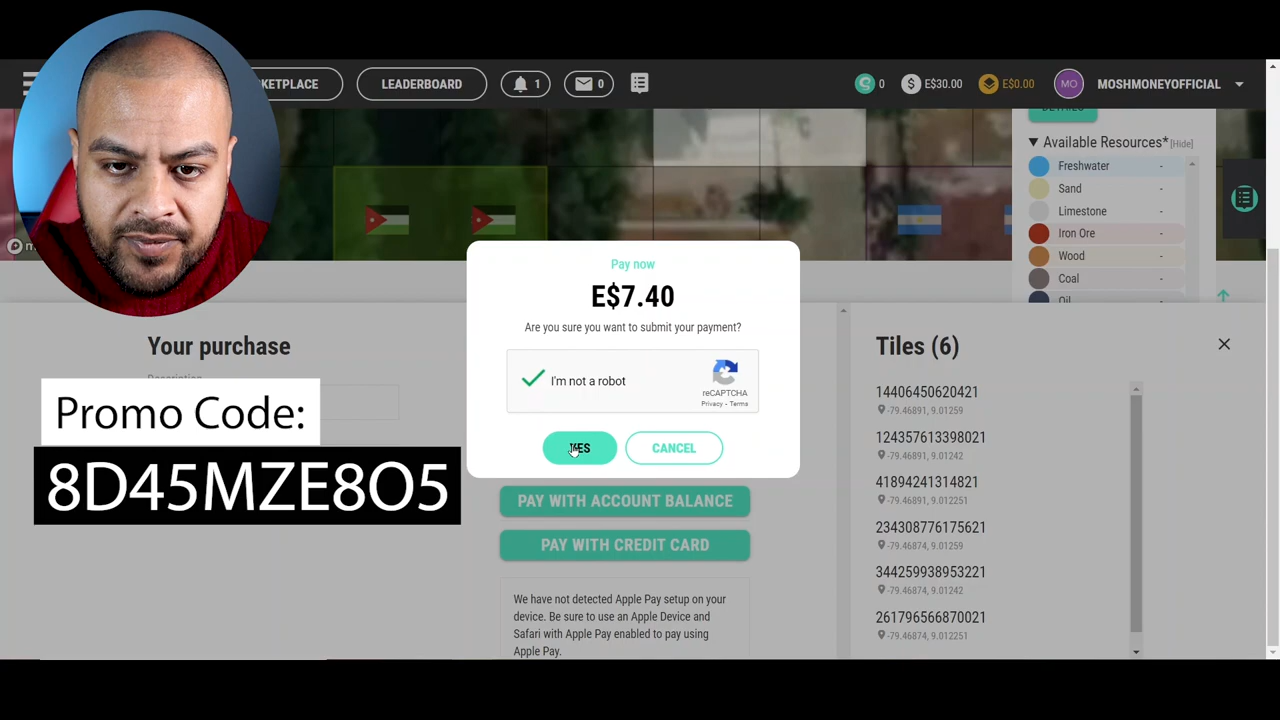 KETPLACE
LEADERBOARD
1
0
0
E$30.00
E$0.00
MO
MOSHMONEYOFFICIAL
Available Resources*
[Hide]
Freshwater -
Sand -
Limestone -
Iron Ore -
Wood -
Coal -
Pay now
E$7.40
Are you sure you want to submit your payment?
I'm not a robot
reCAPTCHA
Privacy - Terms
YES
CANCEL
Your purchase
Promo Code:
8D45MZE8O5
PAY WITH ACCOUNT BALANCE
PAY WITH CREDIT CARD
We have not detected Apple Pay setup on your
device. Be sure to use an Apple Device and
Safari with Apple Pay enabled to pay using
Apple Pay.
Tiles (6)
14406450620421
-79.46891, 9.01259
124357613398021
-79.46891, 9.01242
41894241314821
-79.46891, 9.012251
234308776175621
-79.46874, 9.01259
344259938953221
-79.46874, 9.01242
261796566870021
-79.46874, 9.012251